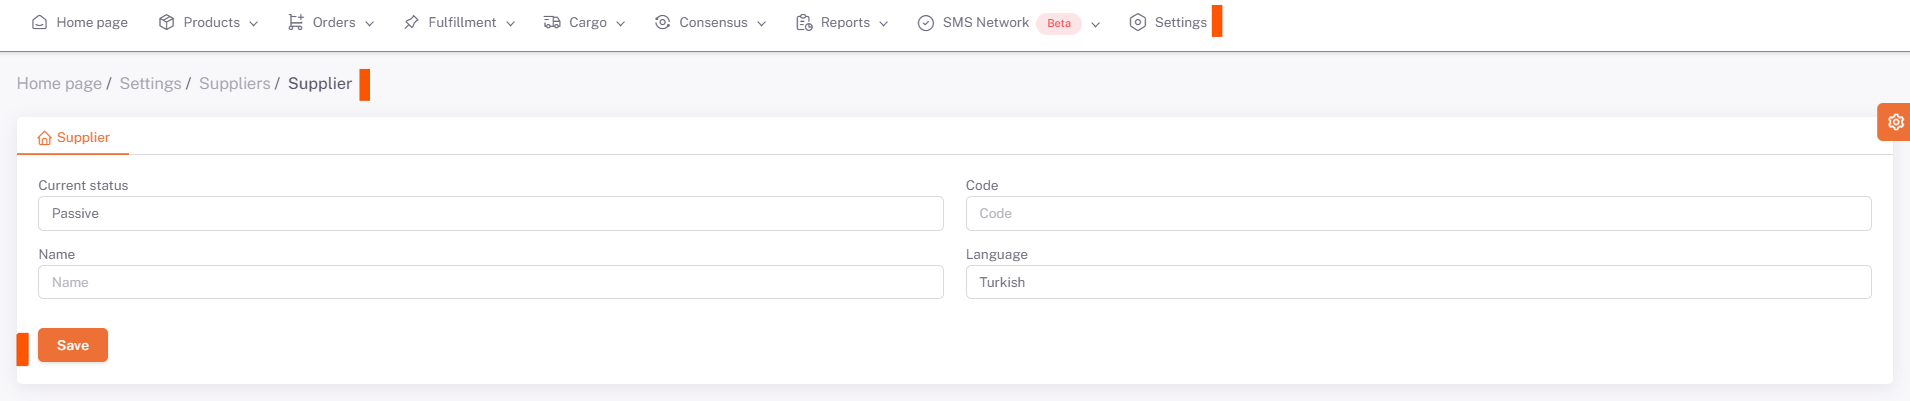 Home page Products Orders Fulfillment Cargo Consensus Reports SMS Network Beta Settings
Home page / Settings / Suppliers / Supplier
Supplier
Current status Code
Passive Code
Name Language
Name Turkish
Save